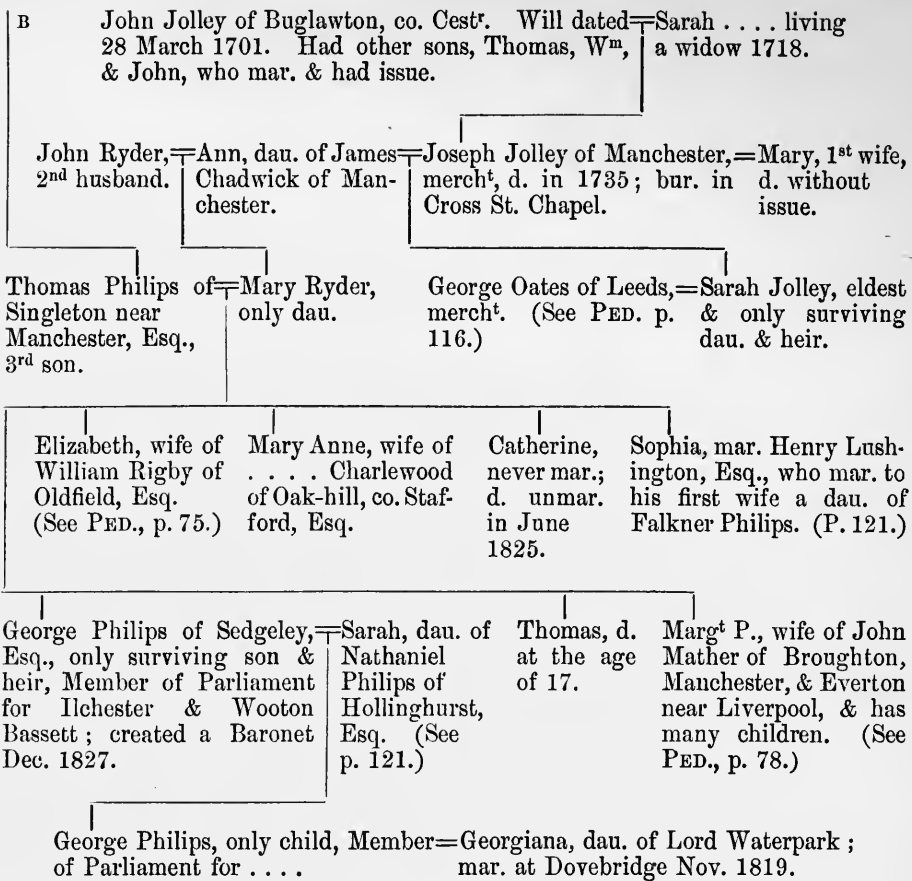 B
John Jolley of Buglawton, co. Cestʳ. Will dated=Sarah . . . . living
28 March 1701. Had other sons, Thomas, Wᵐ, a widow 1718.
& John, who mar. & had issue.
John Ryder,=Ann, dau. of James=Joseph Jolley of Manchester,=Mary, 1ˢᵗ wife,
2ⁿᵈ husband. Chadwick of Man- merchᵗ, d. in 1735; bur. in d. without
chester. Cross St. Chapel. issue.
Thomas Philips of=Mary Ryder, George Oates of Leeds,=Sarah Jolley, eldest
Singleton near only dau. merchᵗ. (See PED. p. & only surviving
Manchester, Esq., 116.) dau. & heir.
3ʳᵈ son.
Elizabeth, wife of Mary Anne, wife of Catherine, Sophia, mar. Henry Lush-
William Rigby of . . . . Charlewood never mar.; ington, Esq., who mar. to
Oldfield, Esq. of Oak-hill, co. Staf- d. unmar. his first wife a dau. of
(See PED., p. 75.) ford, Esq. in June Falkner Philips. (P. 121.)
1825.
George Philips of Sedgeley,=Sarah, dau. of Thomas, d. Margᵗ P., wife of John
Esq., only surviving son & Nathaniel at the age Mather of Broughton,
heir, Member of Parliament Philips of of 17. Manchester, & Everton
for Ilchester & Wooton Hollinghurst, near Liverpool, & has
Bassett; created a Baronet Esq. (See many children. (See
Dec. 1827. p. 121.) PED., p. 78.)
George Philips, only child, Member=Georgiana, dau. of Lord Waterpark;
of Parliament for . . . . mar. at Dovebridge Nov. 1819.